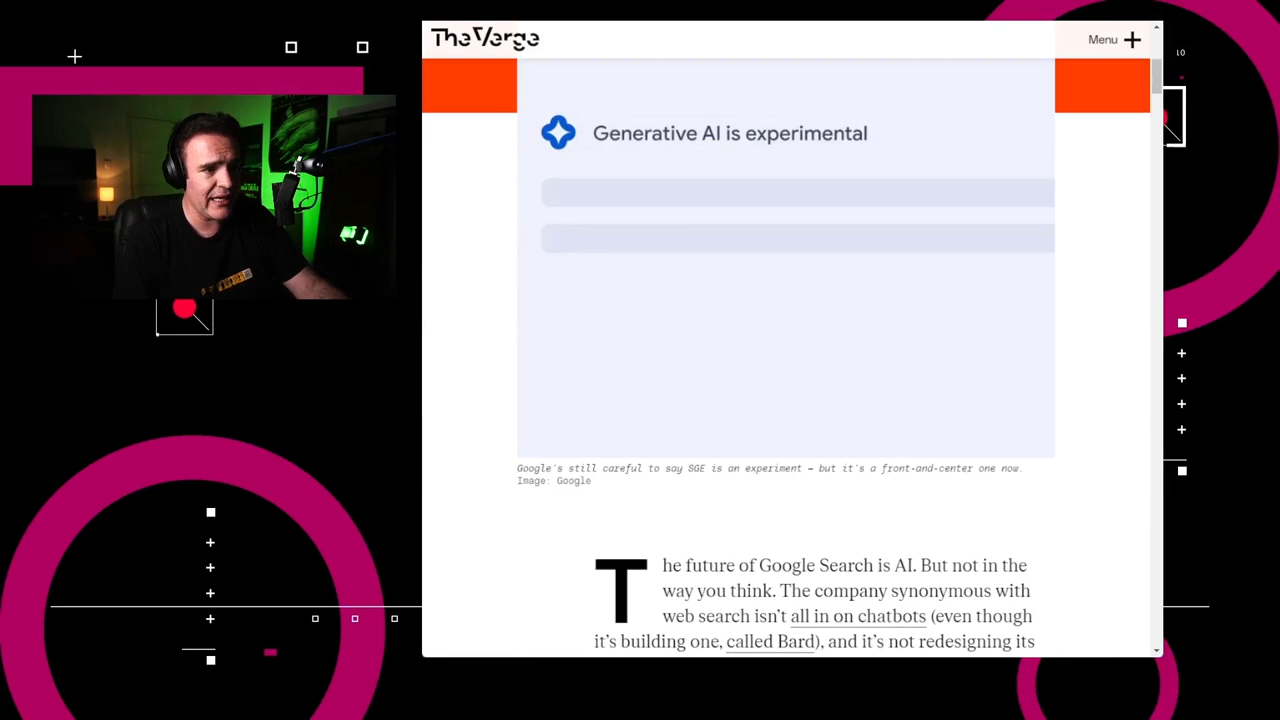 The Verge
Menu
10
Generative AI is experimental
Google's still careful to say SGE is an experiment — but it's a front-and-center one now.
Image: Google
The future of Google Search is AI. But not in the
way you think. The company synonymous with
web search isn't all in on chatbots (even though
it's building one, called Bard), and it's not redesigning its